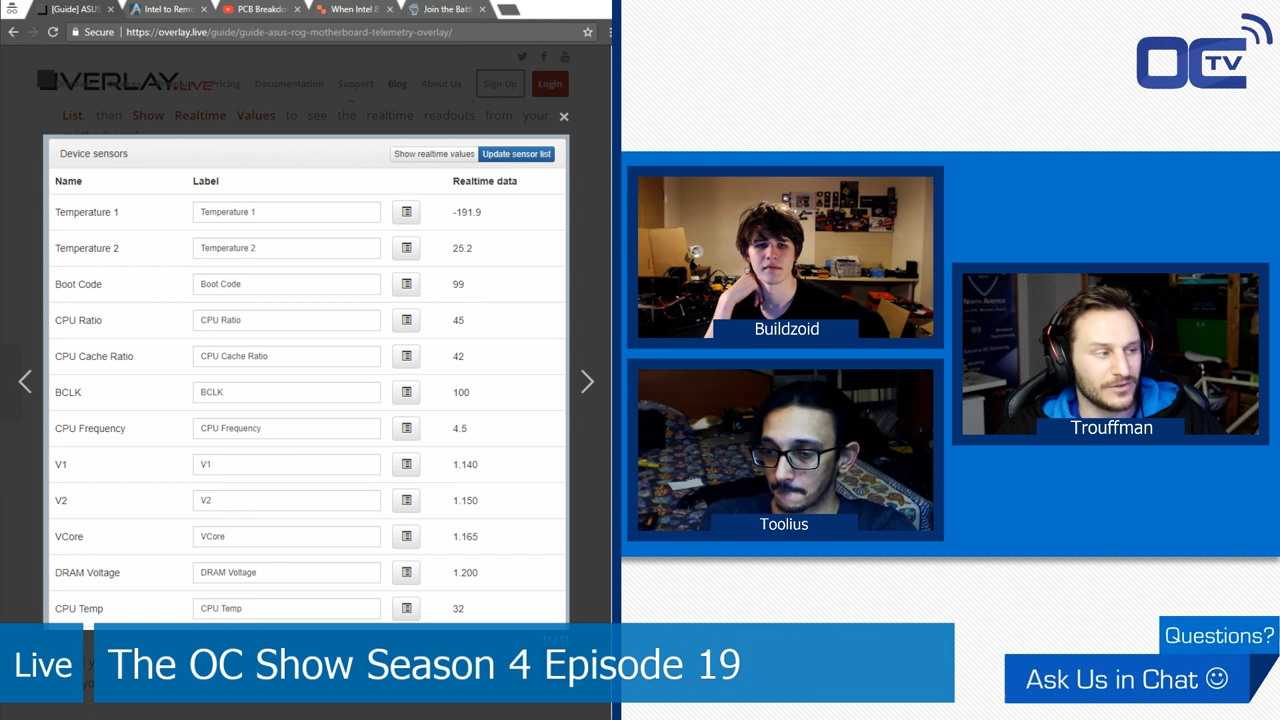 [Guide] ASUS
Intel to Remo
PCB Breakdo
When Intel 8
Join the Batt
Secure https://overlay.live/guide/guide-asus-rog-motherboard-telemetry-overlay/
OVERLAY.LIVE Pricing Documentation Support Blog About Us Sign Up Login
List, then Show Realtime Values to see the realtime readouts from your
Device sensors Show realtime values Update sensor list
Name Label Realtime data
Temperature 1 Temperature 1 -191.9
Temperature 2 Temperature 2 25.2
Boot Code Boot Code 99
CPU Ratio CPU Ratio 45
CPU Cache Ratio CPU Cache Ratio 42
BCLK BCLK 100
CPU Frequency CPU Frequency 4.5
V1 V1 1.140
V2 V2 1.150
VCore VCore 1.165
DRAM Voltage DRAM Voltage 1.200
CPU Temp CPU Temp 32
OC TV
Buildzoid
Toolius
Trouffman
Live The OC Show Season 4 Episode 19
Questions?
Ask Us in Chat ☺